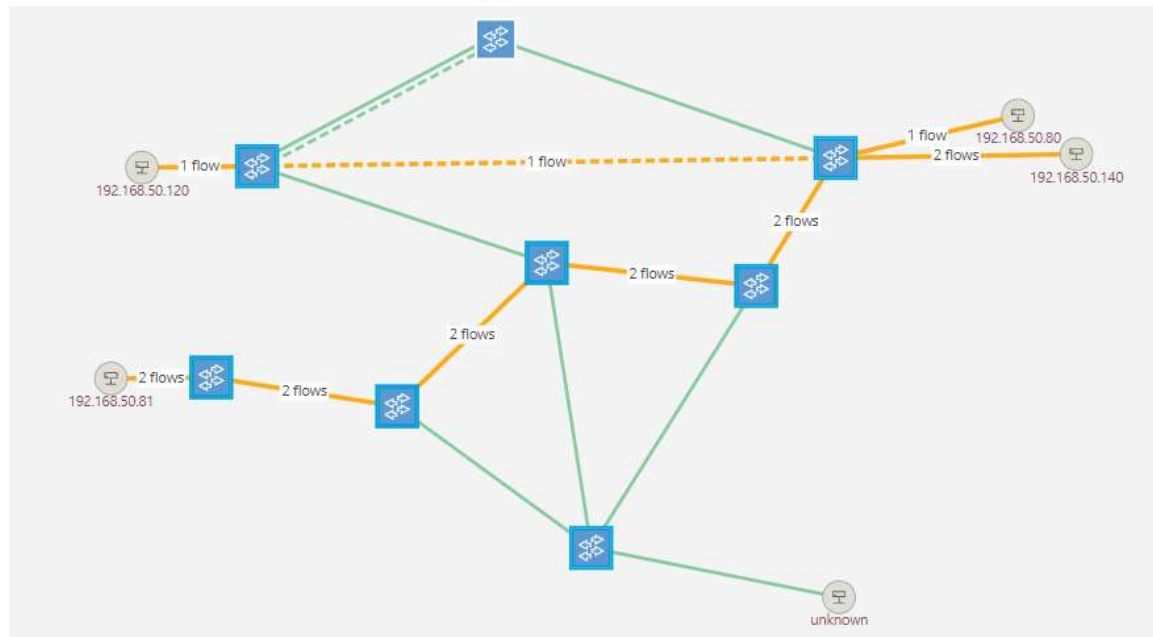 1 flow
192.168.50.80
1 flow
1 flow
2 flows
192.168.50.140
192.168.50.120
2 flows
2 flows
2 flows
2 flows
2 flows
192.168.50.81
unknown